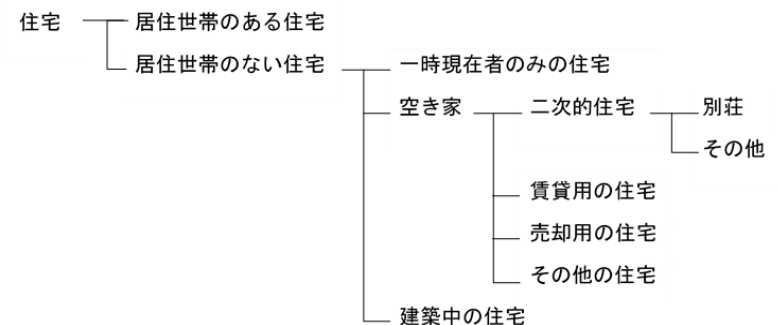 住宅
居住世帯のある住宅
居住世帯のない住宅
一時現在者のみの住宅
空き家
二次的住宅
別荘
その他
賃貸用の住宅
売却用の住宅
その他の住宅
建築中の住宅